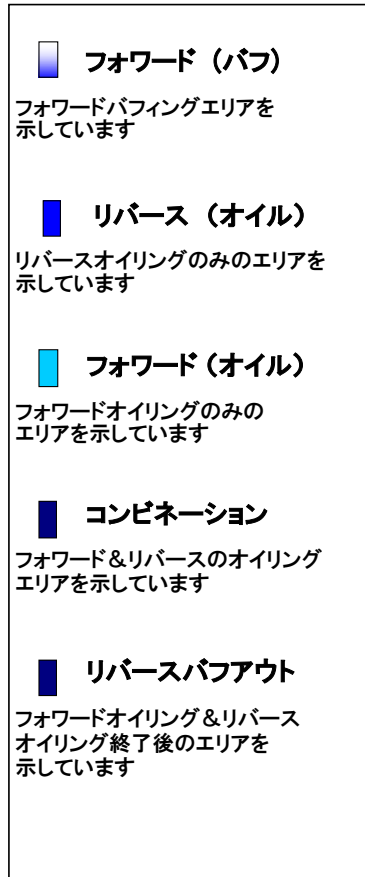 フォワード（バフ）
フォワードバフィングエリアを
示しています
リバース（オイル）
リバースオイリングのみのエリアを
示しています
フォワード（オイル）
フォワードオイリングのみの
エリアを示しています
コンビネーション
フォワード＆リバースのオイリング
エリアを示しています
リバースバフアウト
フォワードオイリング＆リバース
オイリング終了後のエリアを
示しています